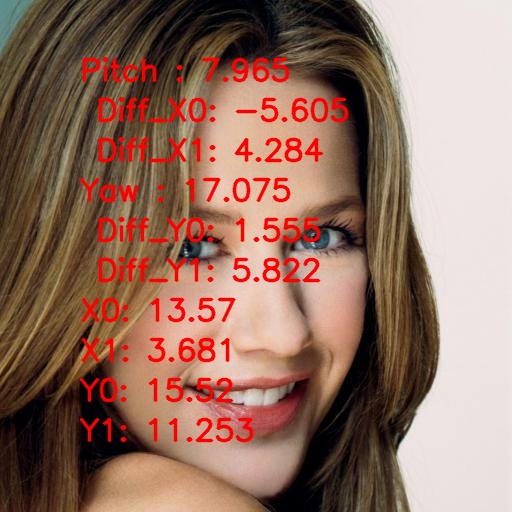 Pitch : 7.965
Diff_X0: -5.605
Diff_X1: 4.284
Yaw : 17.075
Diff_Y0: 1.555
Diff_Y1: 5.822
X0: 13.57
X1: 3.681
Y0: 15.52
Y1: 11.253